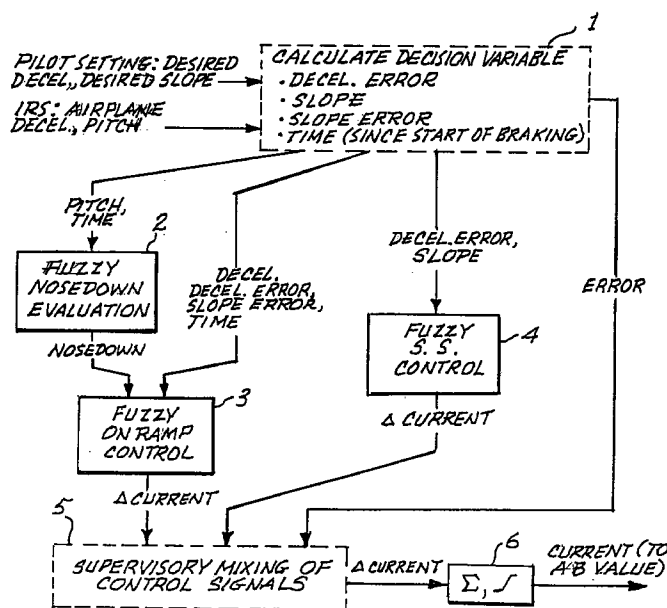 1
PILOT SETTING: DESIRED
DECEL., DESIRED SLOPE
IRS: AIRPLANE
DECEL., PITCH
CALCULATE DECISION VARIABLE
• DECEL. ERROR
• SLOPE
• SLOPE ERROR
• TIME (SINCE START OF BRAKING)
PITCH,
TIME
2
FUZZY
NOSEDOWN
EVALUATION
NOSEDOWN
DECEL.
DECEL. ERROR,
SLOPE ERROR,
TIME
DECEL. ERROR,
SLOPE
ERROR
4
FUZZY
S. S.
CONTROL
Δ CURRENT
3
FUZZY
ON RAMP
CONTROL
Δ CURRENT
5
SUPERVISORY MIXING OF
CONTROL SIGNALS
Δ CURRENT
6
Σ, ∫
CURRENT (TO
A/B VALUE)